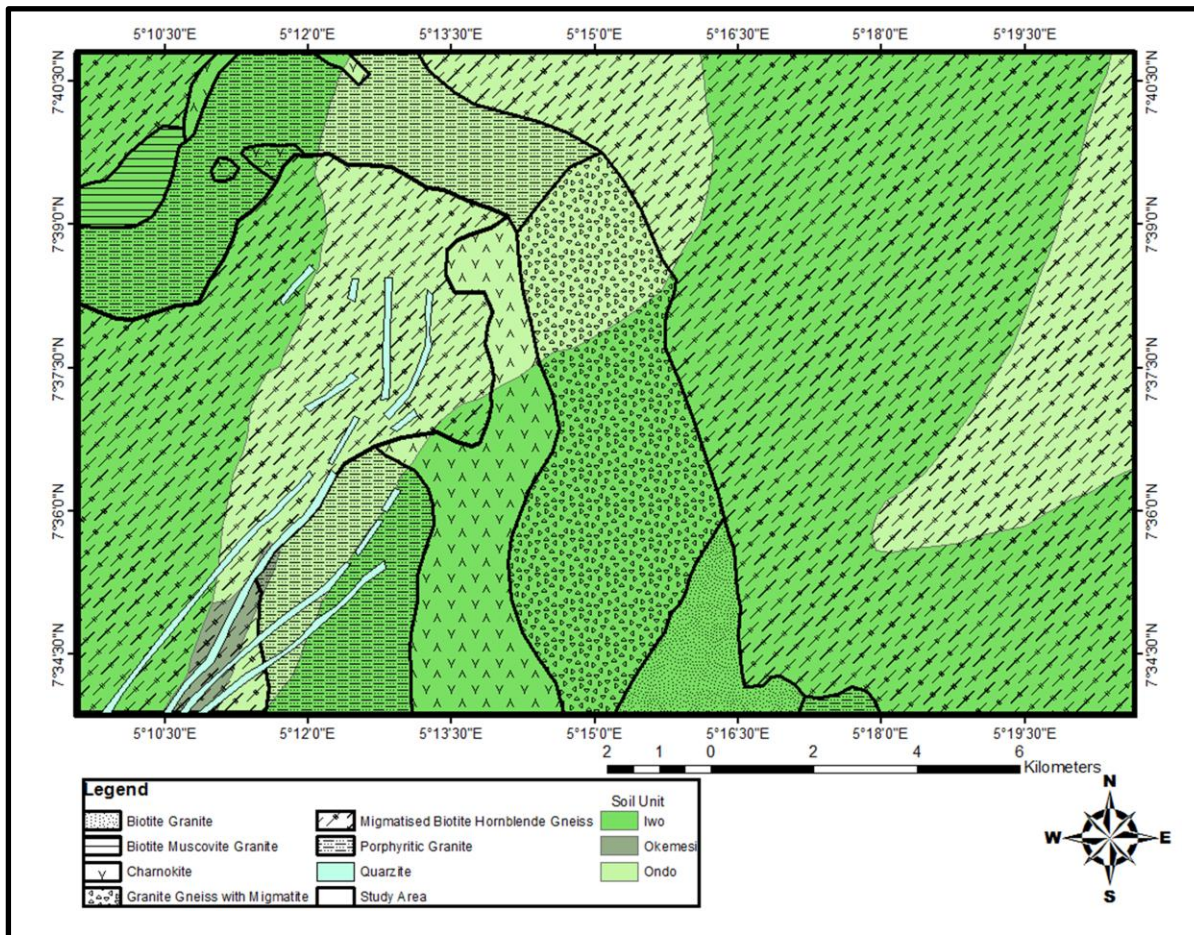 5°10'30"E 5°12'0"E 5°13'30"E 5°15'0"E 5°16'30"E 5°18'0"E 5°19'30"E
7°40'30"N 7°40'30"N
7°39'0"N 7°39'0"N
7°37'30"N 7°37'30"N
7°36'0"N 7°36'0"N
7°34'30"N 7°34'30"N
5°10'30"E 5°12'0"E 5°13'30"E 5°15'0"E 5°16'30"E 5°18'0"E 5°19'30"E
2 1 0 2 4 6
Kilometers
Legend
Biotite Granite
Biotite Muscovite Granite
Charnokite
Granite Gneiss with Migmatite
Migmatised Biotite Hornblende Gneiss
Porphyritic Granite
Quarzite
Study Area
Soil Unit
Iwo
Okemesi
Ondo
N
W E
S